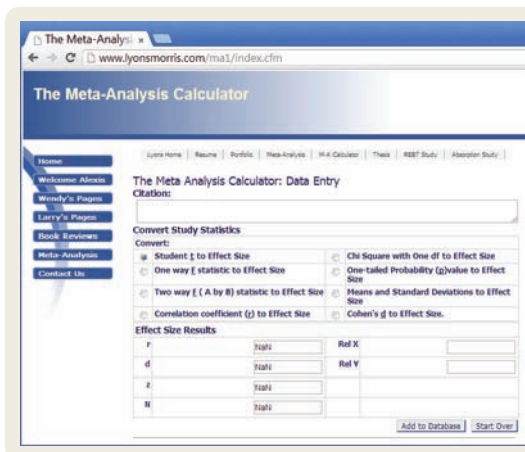 The Meta-Analysi
www.lyonsmorris.com/ma1/index.cfm
The Meta-Analysis Calculator
Lyons Home | Resume | Portfolio | Meta-Analysis | M-A Calculator | Thesis | REBT Study | Absorption Study |
Home
Welcome Alexis
Wendy's Pages
Larry's Pages
Book Reviews
Meta-Analysis
Contact Us
The Meta Analysis Calculator: Data Entry
Citation:
Convert Study Statistics
Convert:
Student t to Effect Size
Chi Square with One df to Effect Size
One way F statistic to Effect Size
One-tailed Probability (p)value to Effect
Size
Two way F ( A by B) statistic to Effect Size
Means and Standard Deviations to Effect
Size
Correlation coefficient (r) to Effect Size
Cohen's d to Effect Size.
Effect Size Results
r NaN Rel X
d NaN Rel Y
z NaN
N NaN
Add to Database Start Over